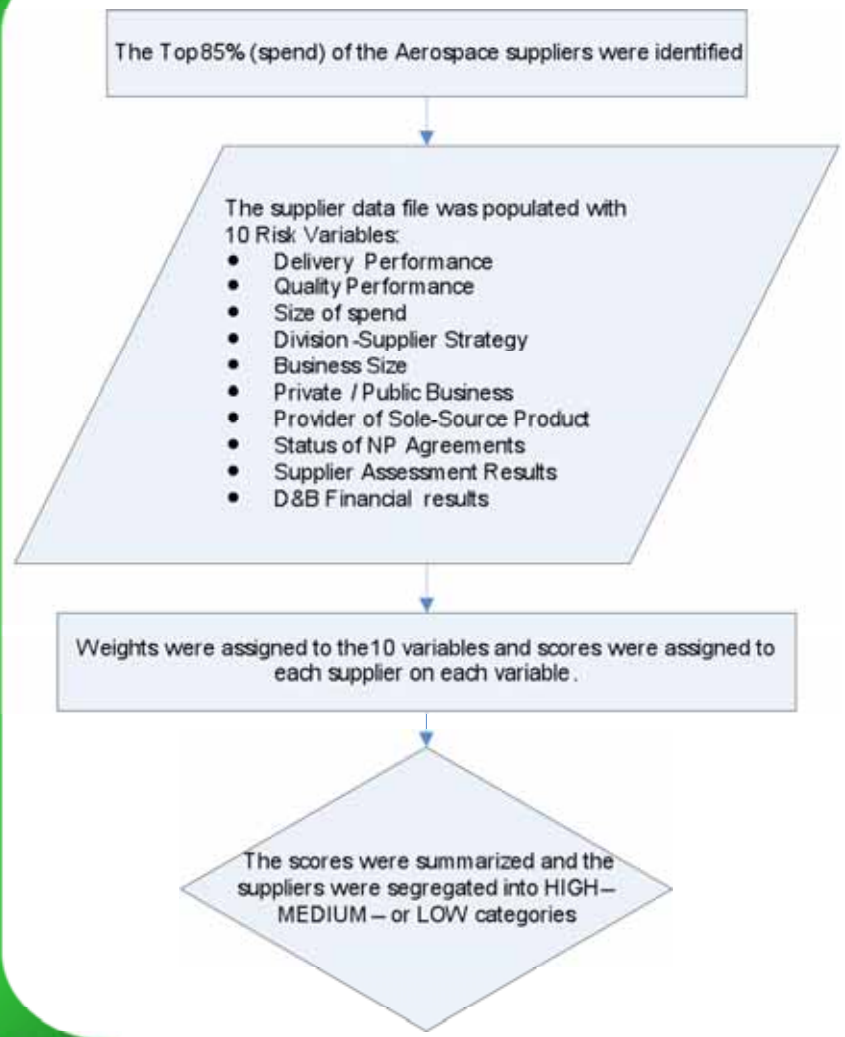 The Top 85% (spend) of the Aerospace suppliers were identified
The supplier data file was populated with
10 Risk Variables:
• Delivery Performance
• Quality Performance
• Size of spend
• Division -Supplier Strategy
• Business Size
• Private / Public Business
• Provider of Sole-Source Product
• Status of NP Agreements
• Supplier Assessment Results
• D&B Financial results
Weights were assigned to the 10 variables and scores were assigned to
each supplier on each variable.
The scores were summarized and the
suppliers were segregated into HIGH –
MEDIUM – or LOW categories